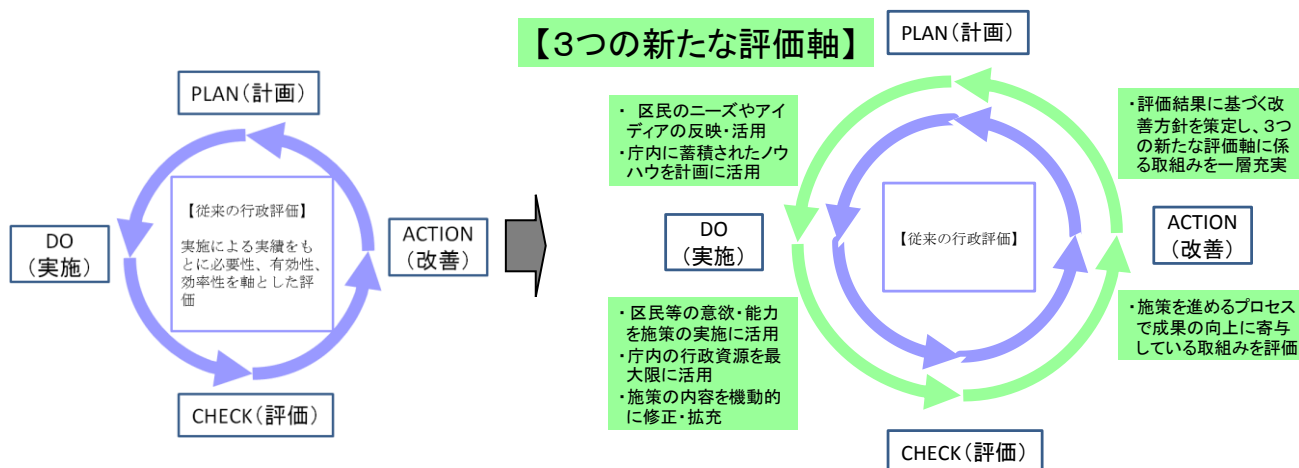 【３つの新たな評価軸】
PLAN（計画）
【従来の行政評価】
実施による実績をも
とに必要性、有効性、
効率性を軸とした評
価
DO
（実施）
ACTION
（改善）
CHECK（評価）
PLAN（計画）
・ 区民のニーズやアイ
ディアの反映・活用
・庁内に蓄積されたノウ
ハウを計画に活用
・評価結果に基づく改
善方針を策定し、３つ
の新たな評価軸に係
る取組みを一層充実
DO
（実施）
【従来の行政評価】
ACTION
（改善）
・区民等の意欲・能力
を施策の実施に活用
・庁内の行政資源を最
大限に活用
・施策の内容を機動的
に修正・拡充
・施策を進めるプロセス
で成果の向上に寄与
している取組みを評価
CHECK（評価）